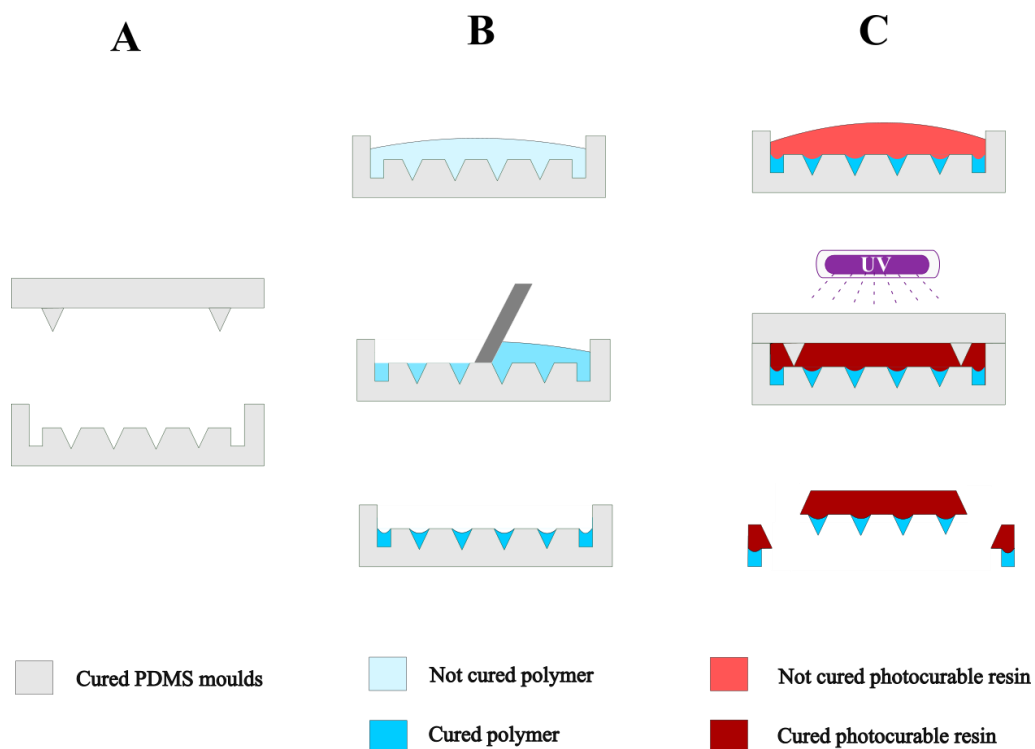 A
B
C
UV
Cured PDMS moulds
Not cured polymer
Cured polymer
Not cured photocurable resin
Cured photocurable resin